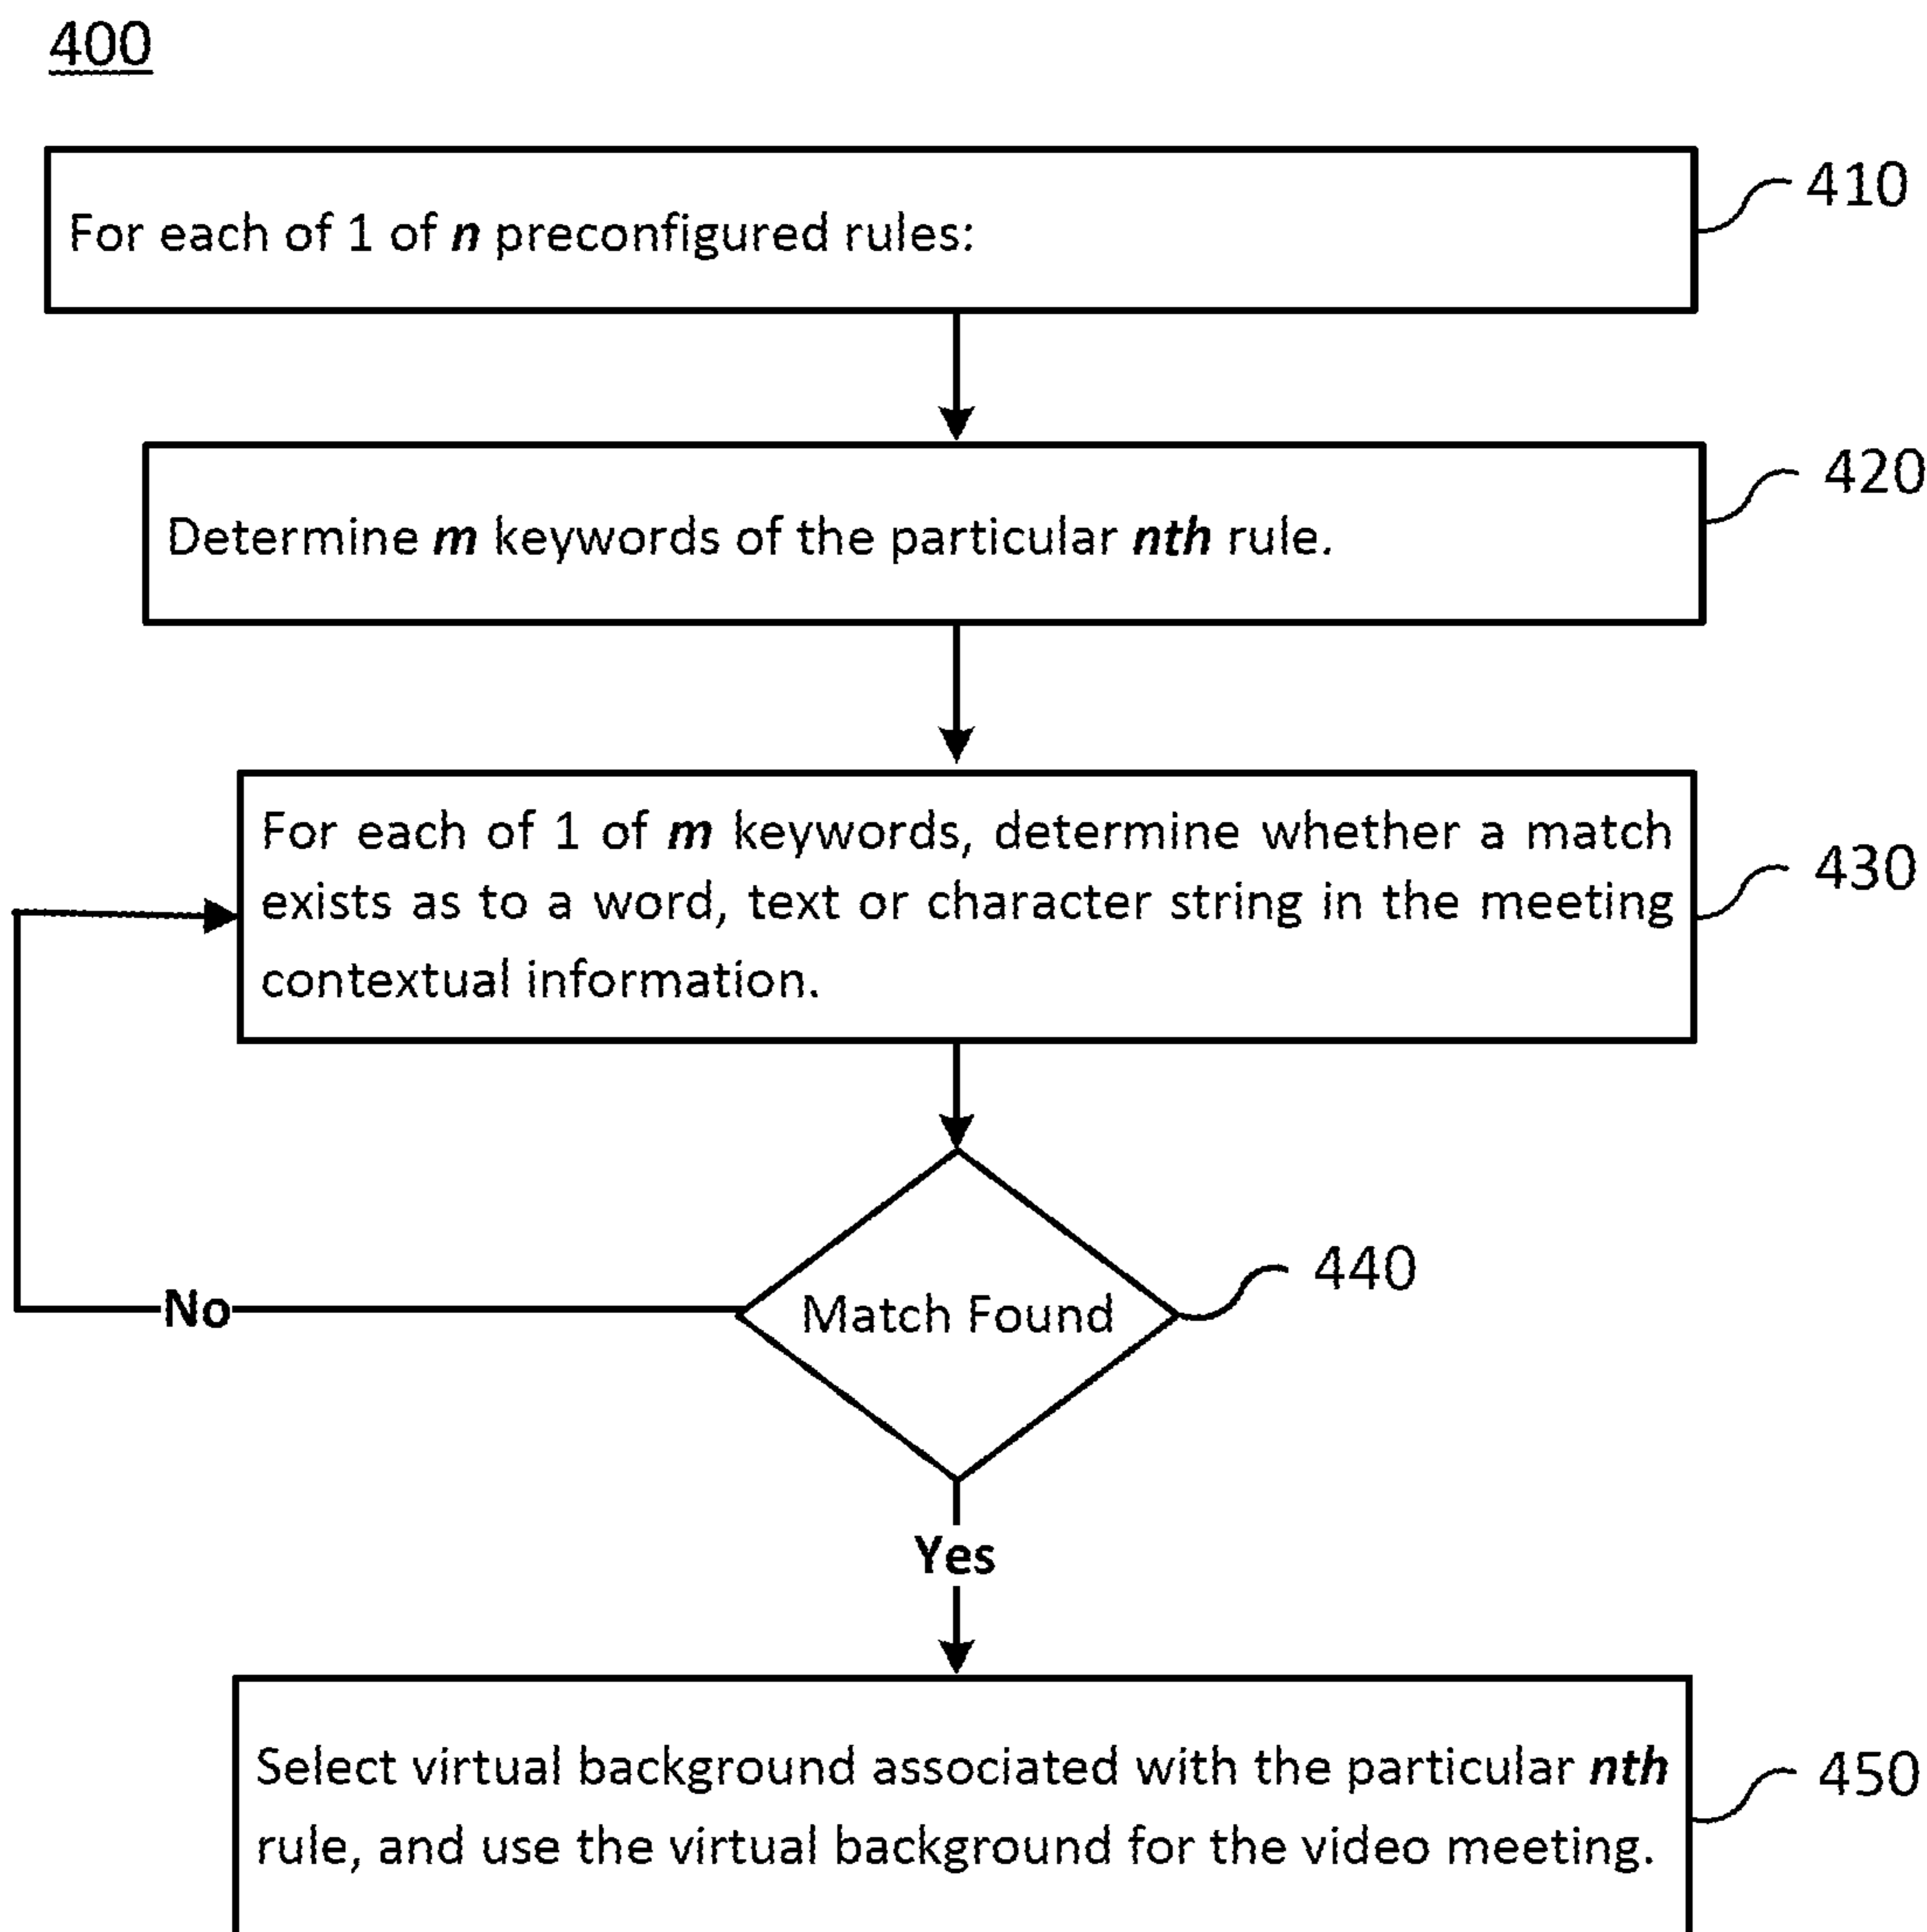 400
For each of 1 of n preconfigured rules:
410
Determine m keywords of the particular nth rule.
420
For each of 1 of m keywords, determine whether a match
exists as to a word, text or character string in the meeting
contextual information.
430
Match Found
440
No
Yes
Select virtual background associated with the particular nth
rule, and use the virtual background for the video meeting.
450